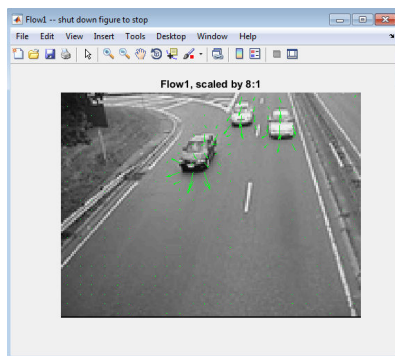 Flow1 -- shut down figure to stop
File Edit View Insert Tools Desktop Window Help
Flow1, scaled by 8:1